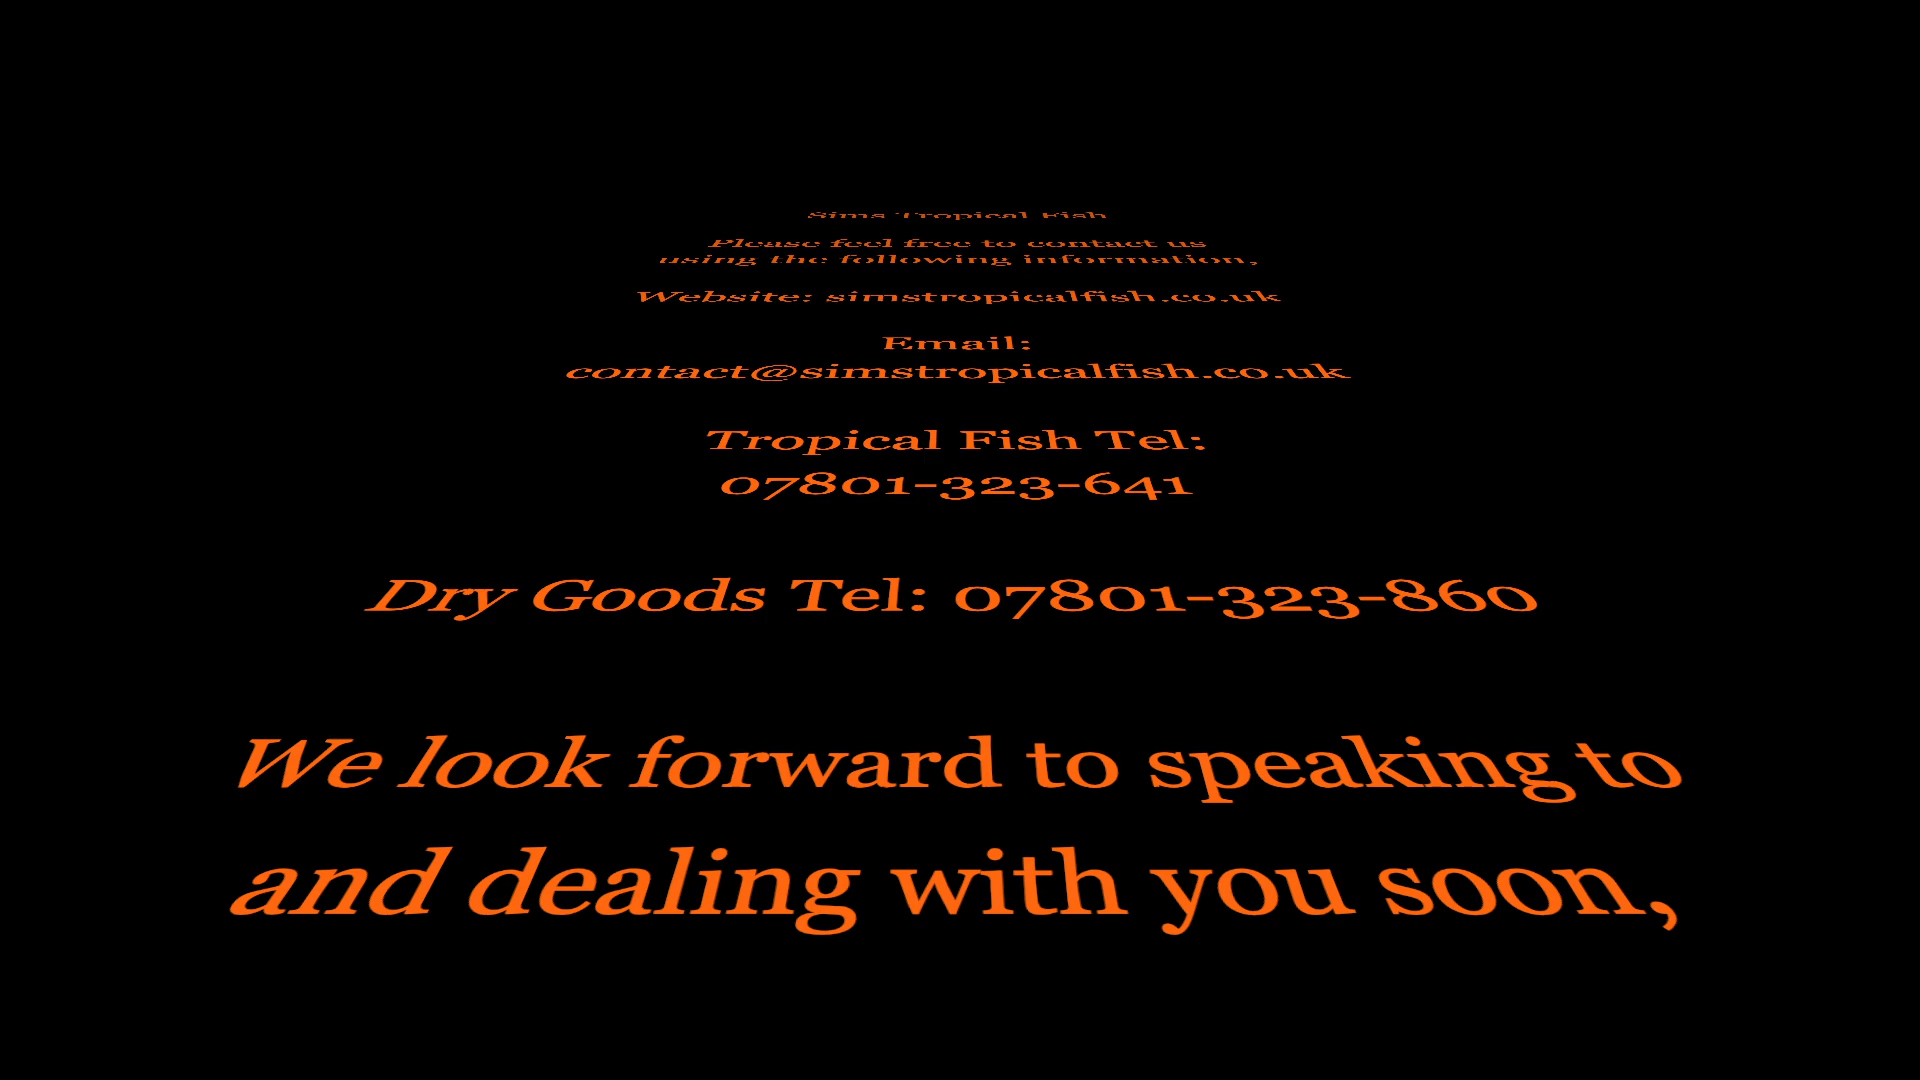 Sims Tropical Fish
Please feel free to contact us
using the following information,
Website: simstropicalfish.co.uk
Email:
contact@simstropicalfish.co.uk
Tropical Fish Tel:
07801-323-641
Dry Goods Tel: 07801-323-860
We look forward to speaking to
and dealing with you soon,